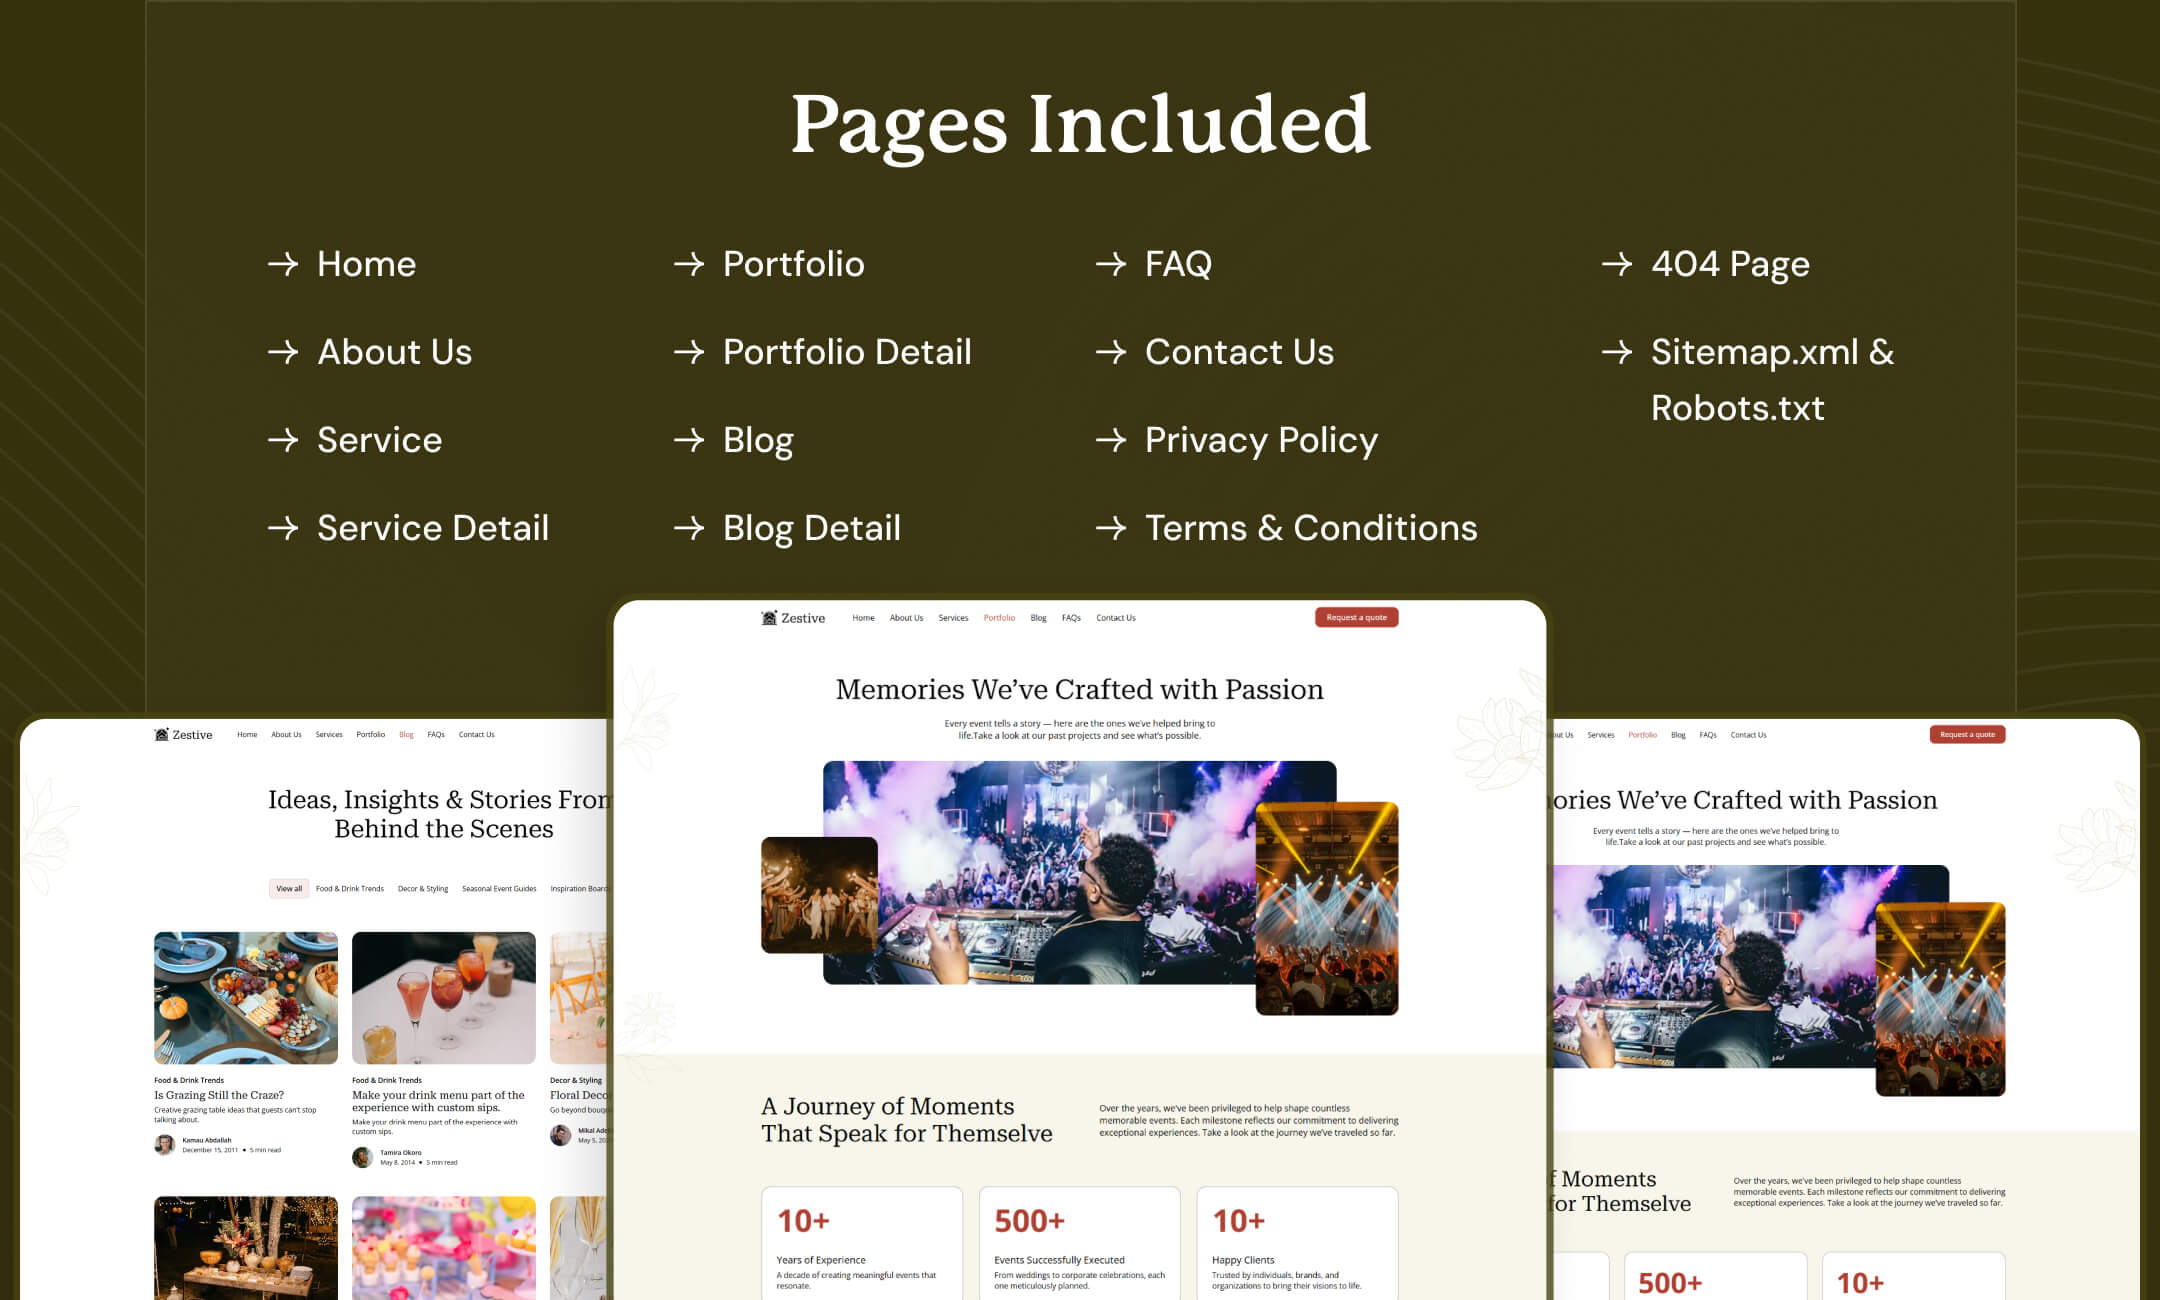 Pages Included
Home
About Us
Service
Service Detail
Portfolio
Portfolio Detail
Blog
Blog Detail
FAQ
Contact Us
Privacy Policy
Terms & Conditions
404 Page
Sitemap.xml &
Robots.txt
Zestive Home About Us Services Portfolio Blog FAQs Contact Us
Ideas, Insights & Stories From
Behind the Scenes
View all Food & Drink Trends Decor & Styling Seasonal Event Guides Inspiration
Food & Drink Trends
Is Grazing Still the Craze?
Creative grazing table ideas that guests can't stop
talking about.
Kamau Abdallah
December 15, 2011 • 5 min read
Food & Drink Trends
Make your drink menu part of the
experience with custom sips.
Make your drink menu part of the experience with
custom sips.
Tamira Okoro
May 8, 2014 • 5 min read
Decor & Styling
Floral
Go beyond
Mikal
May 5,
Zestive Home About Us Services Portfolio Blog FAQs Contact Us Request a quote
Memories We've Crafted with Passion
Every event tells a story — here are the ones we've helped bring to
life.Take a look at our past projects and see what's possible.
A Journey of Moments
That Speak for Themselve
Over the years, we've been privileged to help shape countless
memorable events. Each milestone reflects our commitment to delivering
exceptional experiences. Take a look at the journey we've traveled so far.
10+
Years of Experience
A decade of creating meaningful events that
resonate.
500+
Events Successfully Executed
From weddings to corporate celebrations, each
one meticulously planned.
10+
Happy Clients
Trusted by individuals, brands, and
organizations to bring their visions to life.
Us Services Portfolio Blog FAQs Contact Us Request a quote
We've Crafted with Passion
Every event tells a story — here are the ones we've helped bring to
life.Take a look at our past projects and see what's possible.
Moments
for Themselve
Over the years, we've been privileged to help shape countless
memorable events. Each milestone reflects our commitment to delivering
exceptional experiences. Take a look at the journey we've traveled so far.
500+
10+